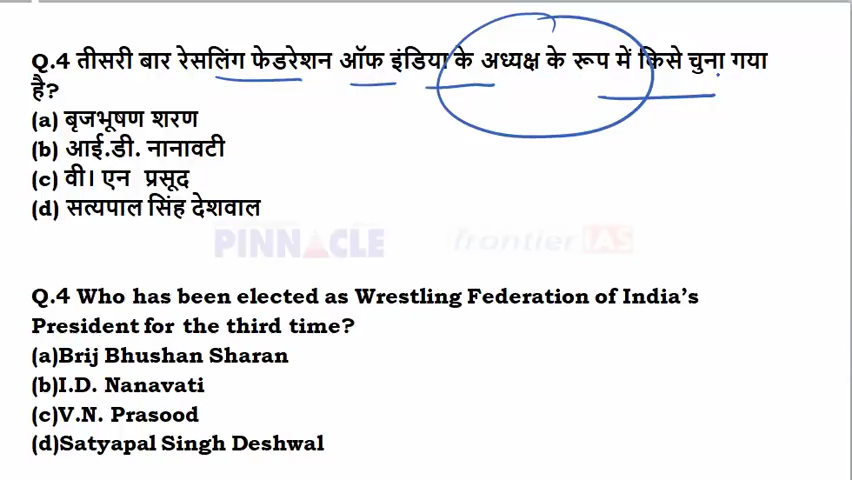 Q.4 तीसरी बार रेसलिंग फेडरेशन ऑफ इंडिया के अध्यक्ष के रूप में किसे चुना गया
है?
(a) बृजभूषण शरण
(b) आई.डी. नानावटी
(c) वी। एन प्रसूद
(d) सत्यपाल सिंह देशवाल
PINNACLE frontier IAS
Q.4 Who has been elected as Wrestling Federation of India's
President for the third time?
(a)Brij Bhushan Sharan
(b)I.D. Nanavati
(c)V.N. Prasood
(d)Satyapal Singh Deshwal